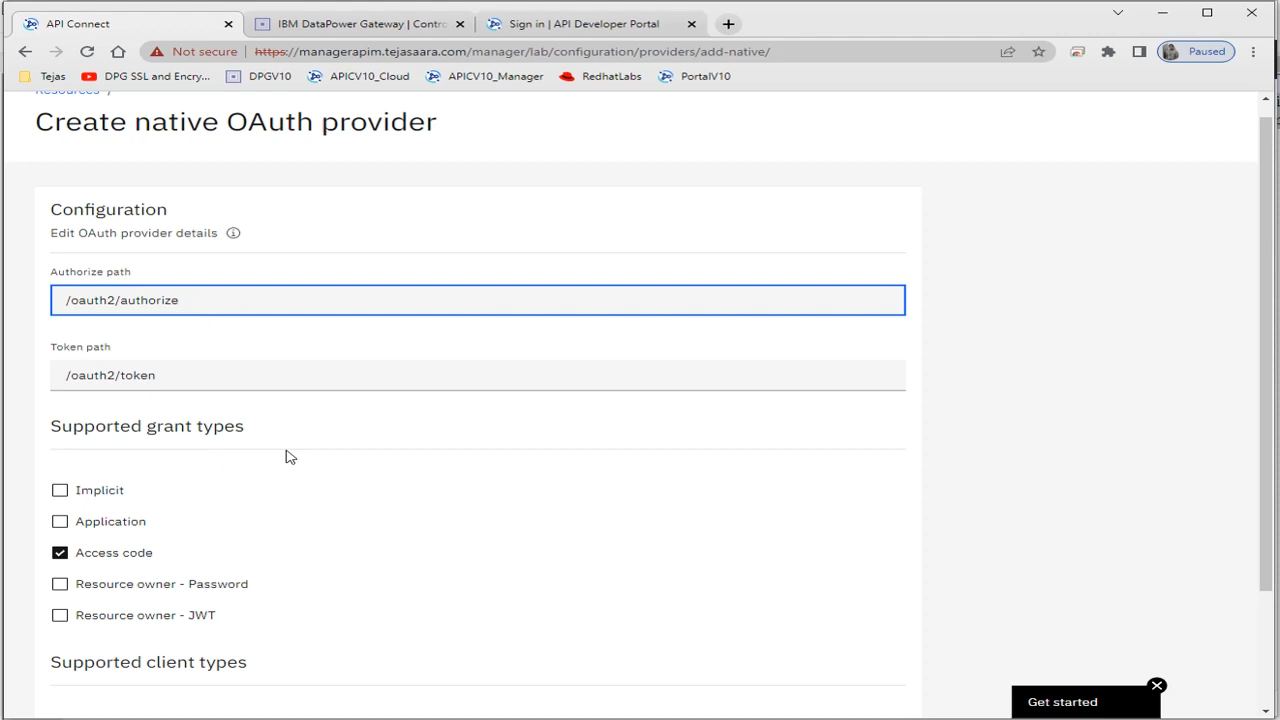 API Connect
IBM DataPower Gateway | Contro
Sign in | API Developer Portal
Not secure
https://managerapim.tejasaara.com/manager/lab/configuration/providers/add-native/
Paused
Tejas
DPG SSL and Encry...
DPGV10
APICV10_Cloud
APICV10_Manager
RedhatLabs
PortalV10
Resources /
Create native OAuth provider
Configuration
Edit OAuth provider details
Authorize path
/oauth2/authorize
Token path
/oauth2/token
Supported grant types
Implicit
Application
Access code
Resource owner - Password
Resource owner - JWT
Supported client types
Get started